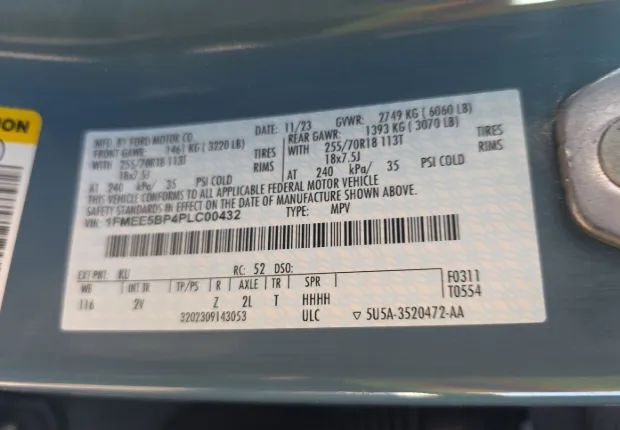 ION
MFD. BY FORD MOTOR CO. DATE: 11/23 GVWR: 2749 KG ( 6060 LB)
FRONT GAWR: 1461 KG ( 3220 LB) REAR GAWR: 1393 KG ( 3070 LB)
WITH TIRES WITH TIRES
255/70R18 113T 255/70R18 113T
18x7.5J RIMS 18x7.5J RIMS
AT 240 kPa/ 35 PSI COLD AT 240 kPa/ 35 PSI COLD
THIS VEHICLE CONFORMS TO ALL APPLICABLE FEDERAL MOTOR VEHICLE
SAFETY STANDARDS IN EFFECT ON THE DATE OF MANUFACTURE SHOWN ABOVE.
VIN: 1FMEE5BP4PLC00432 TYPE: MPV
EXT PNT: KU RC: 52 DSO: F0311
WB INT TR TP/PS R AXLE TR SPR T0554
116 2V Z 2L T HHHH
3202309143053 ULC ▽ 5U5A-3520472-AA